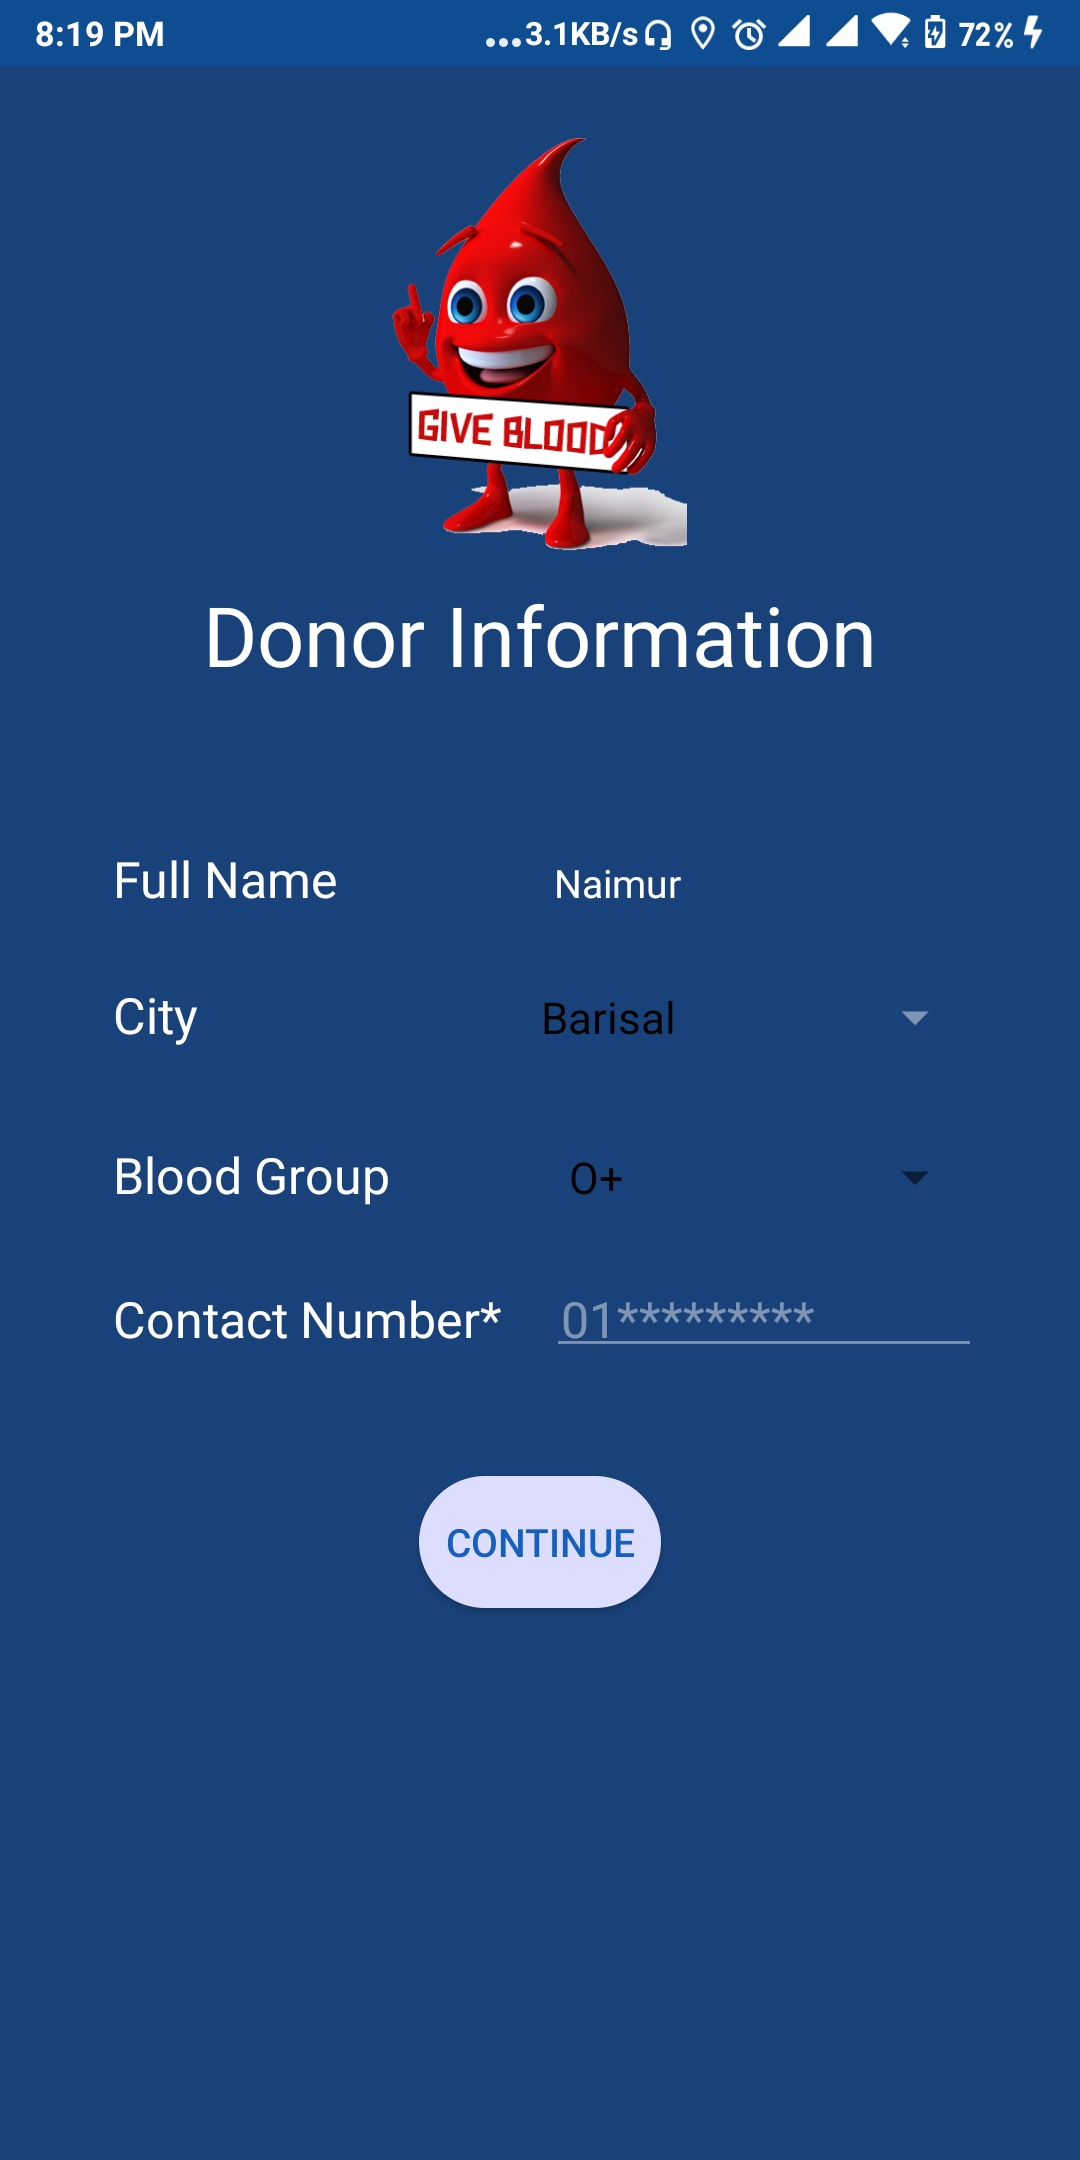 8:19 PM ...3.1KB/s 72%
GIVE BLOOD
Donor Information
Full Name Naimur
City Barisal
Blood Group O+
Contact Number* 01*********
CONTINUE